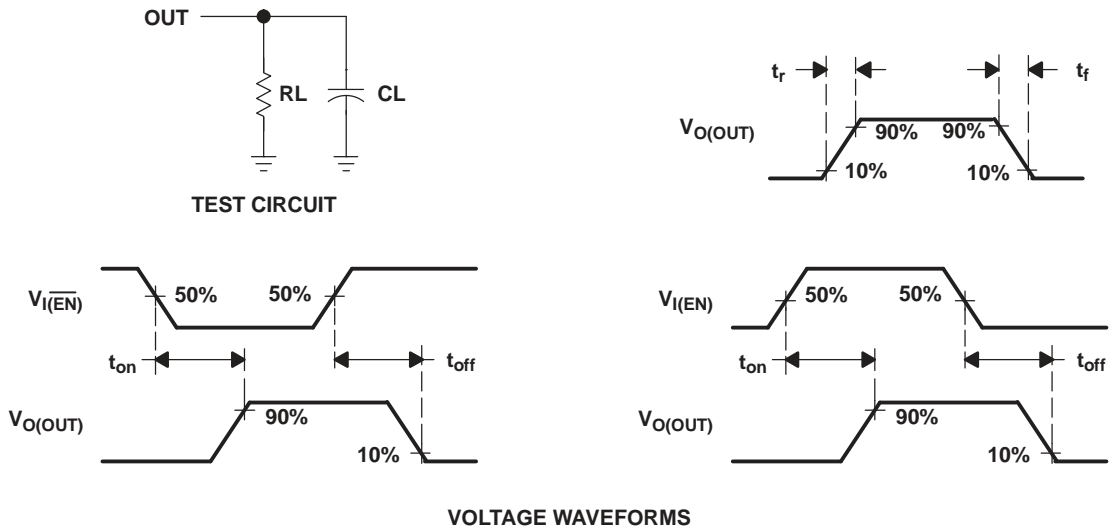 OUT
RL
CL
TEST CIRCUIT
tr
tf
VO(OUT)
90%
90%
10%
10%
VI(E̅N̅)
50%
50%
ton
toff
VO(OUT)
90%
10%
VI(EN)
50%
50%
ton
toff
VO(OUT)
90%
10%
VOLTAGE WAVEFORMS